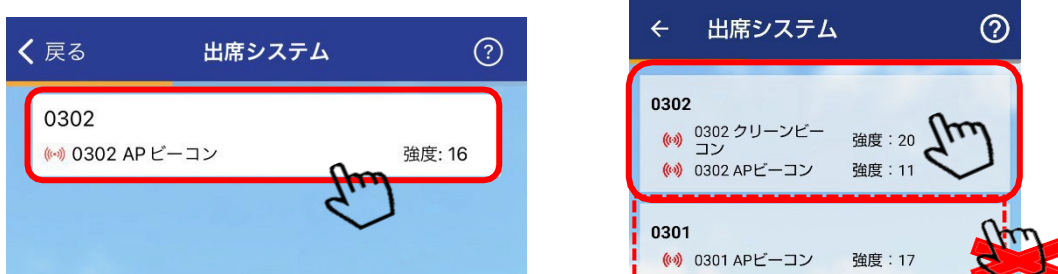 戻る 出席システム ?
0302
0302 AP ビーコン 強度: 16
← 出席システム ?
0302
0302 クリーンビー
コン 強度：20
0302 APビーコン 強度：11
0301
0301 APビーコン 強度：17